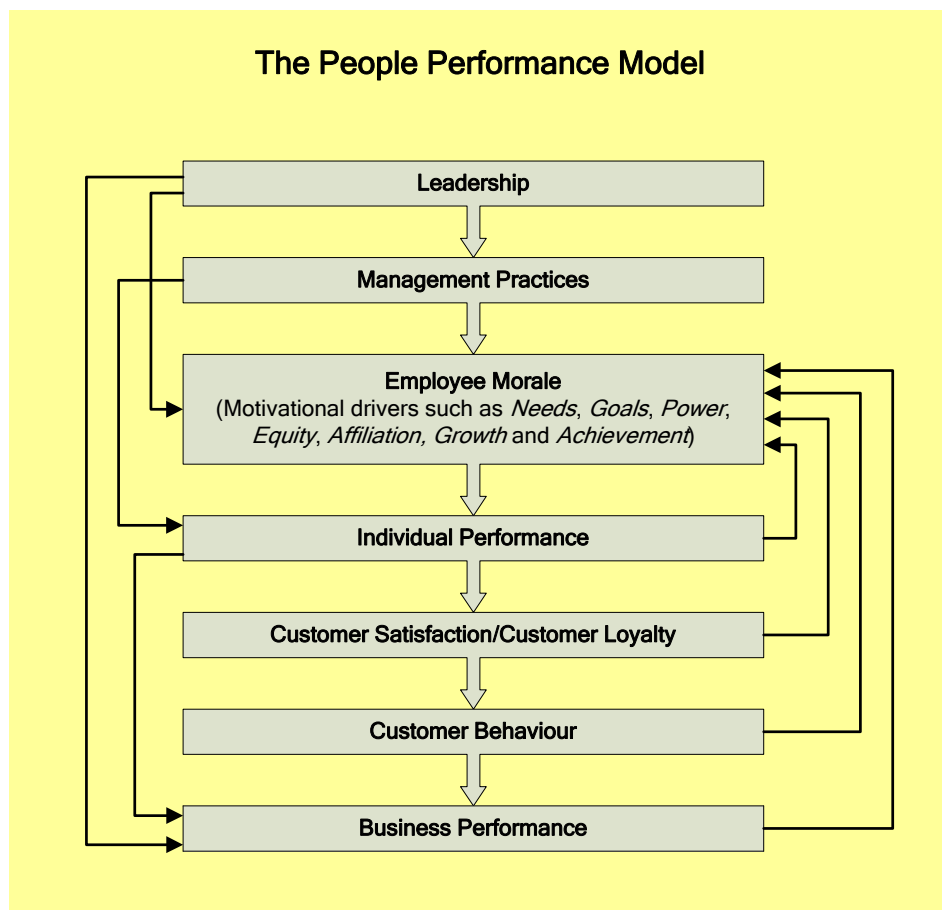 The People Performance Model
Leadership
Management Practices
Employee Morale
(Motivational drivers such as Needs, Goals, Power,
Equity, Affiliation, Growth and Achievement)
Individual Performance
Customer Satisfaction/Customer Loyalty
Customer Behaviour
Business Performance